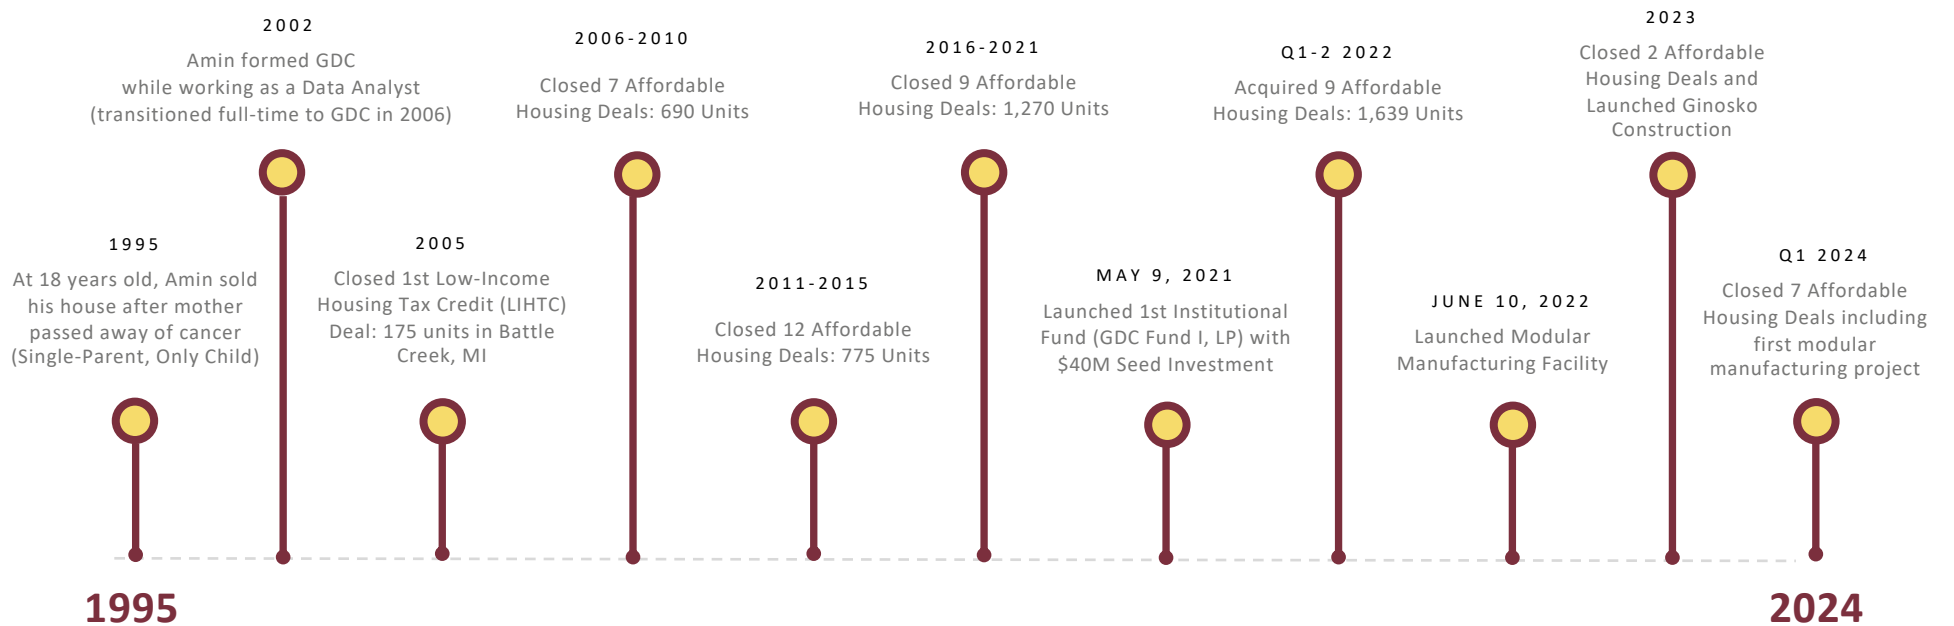 2002
Amin formed GDC
while working as a Data Analyst
(transitioned full-time to GDC in 2006)
2006-2010
Closed 7 Affordable
Housing Deals: 690 Units
2016-2021
Closed 9 Affordable
Housing Deals: 1,270 Units
Q1-2 2022
Acquired 9 Affordable
Housing Deals: 1,639 Units
2023
Closed 2 Affordable
Housing Deals and
Launched Ginosko
Construction
1995
At 18 years old, Amin sold
his house after mother
passed away of cancer
(Single-Parent, Only Child)
2005
Closed 1st Low-Income
Housing Tax Credit (LIHTC)
Deal: 175 units in Battle
Creek, MI
2011-2015
Closed 12 Affordable
Housing Deals: 775 Units
MAY 9, 2021
Launched 1st Institutional
Fund (GDC Fund I, LP) with
$40M Seed Investment
JUNE 10, 2022
Launched Modular
Manufacturing Facility
Q1 2024
Closed 7 Affordable
Housing Deals including
first modular
manufacturing project
1995
2024